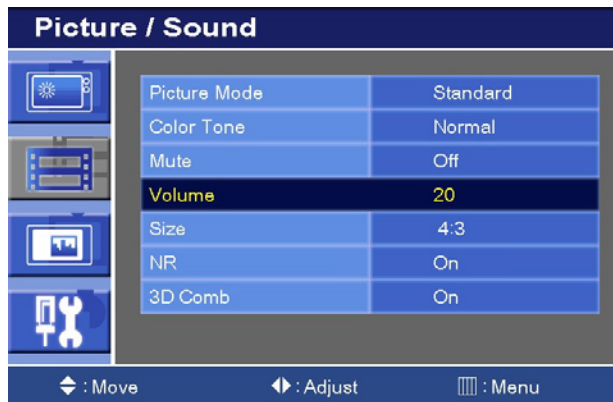 Picture / Sound
Picture Mode Standard
Color Tone Normal
Mute Off
Volume 20
Size 4:3
NR On
3D Comb On
: Move : Adjust : Menu